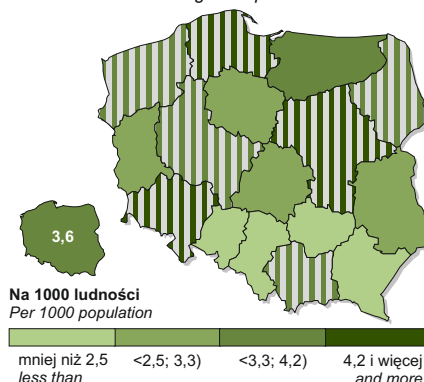 3,6
Na 1000 ludności
Per 1000 population
mniej niż 2,5 <2,5; 3,3) <3,3; 4,2) 4,2 i więcej
less than and more